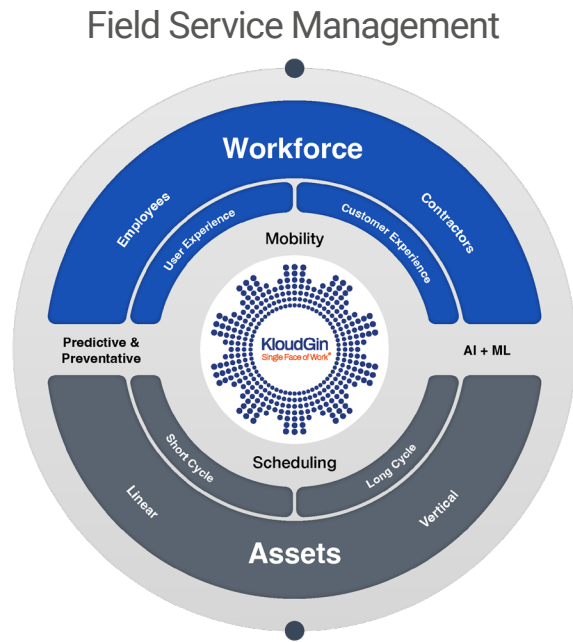 Field Service Management
Workforce
Employees
Contractors
User Experience
Customer Experience
Mobility
KloudGin
Single Face of Work®
Predictive &
Preventative
AI + ML
Scheduling
Short Cycle
Long Cycle
Linear
Vertical
Assets